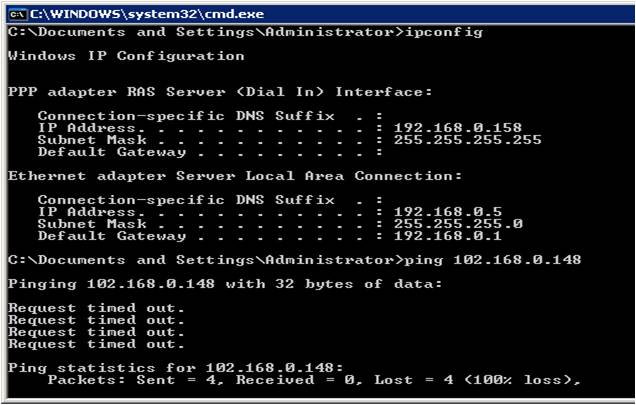 C:\WINDOWS\system32\cmd.exe
C:\Documents and Settings\Administrator>ipconfig
Windows IP Configuration
PPP adapter RAS Server (Dial In) Interface:
Connection-specific DNS Suffix . :
IP Address. . . . . . . . . . . . : 192.168.0.158
Subnet Mask . . . . . . . . . . . : 255.255.255.255
Default Gateway . . . . . . . . . :
Ethernet adapter Server Local Area Connection:
Connection-specific DNS Suffix . :
IP Address. . . . . . . . . . . . : 192.168.0.5
Subnet Mask . . . . . . . . . . . : 255.255.255.0
Default Gateway . . . . . . . . . : 192.168.0.1
C:\Documents and Settings\Administrator>ping 102.168.0.148
Pinging 102.168.0.148 with 32 bytes of data:
Request timed out.
Request timed out.
Request timed out.
Request timed out.
Ping statistics for 102.168.0.148:
Packets: Sent = 4, Received = 0, Lost = 4 (100% loss),